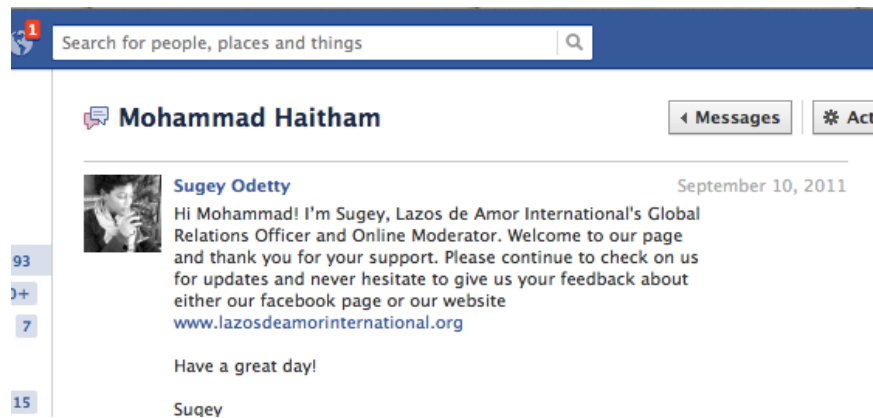 1
Search for people, places and things
Mohammad Haitham
Messages
Act
Sugey Odetty
September 10, 2011
Hi Mohammad! I'm Sugey, Lazos de Amor International's Global
Relations Officer and Online Moderator. Welcome to our page
and thank you for your support. Please continue to check on us
for updates and never hesitate to give us your feedback about
either our facebook page or our website
www.lazosdeamorinternational.org
Have a great day!
Sugey
93
0+
7
15